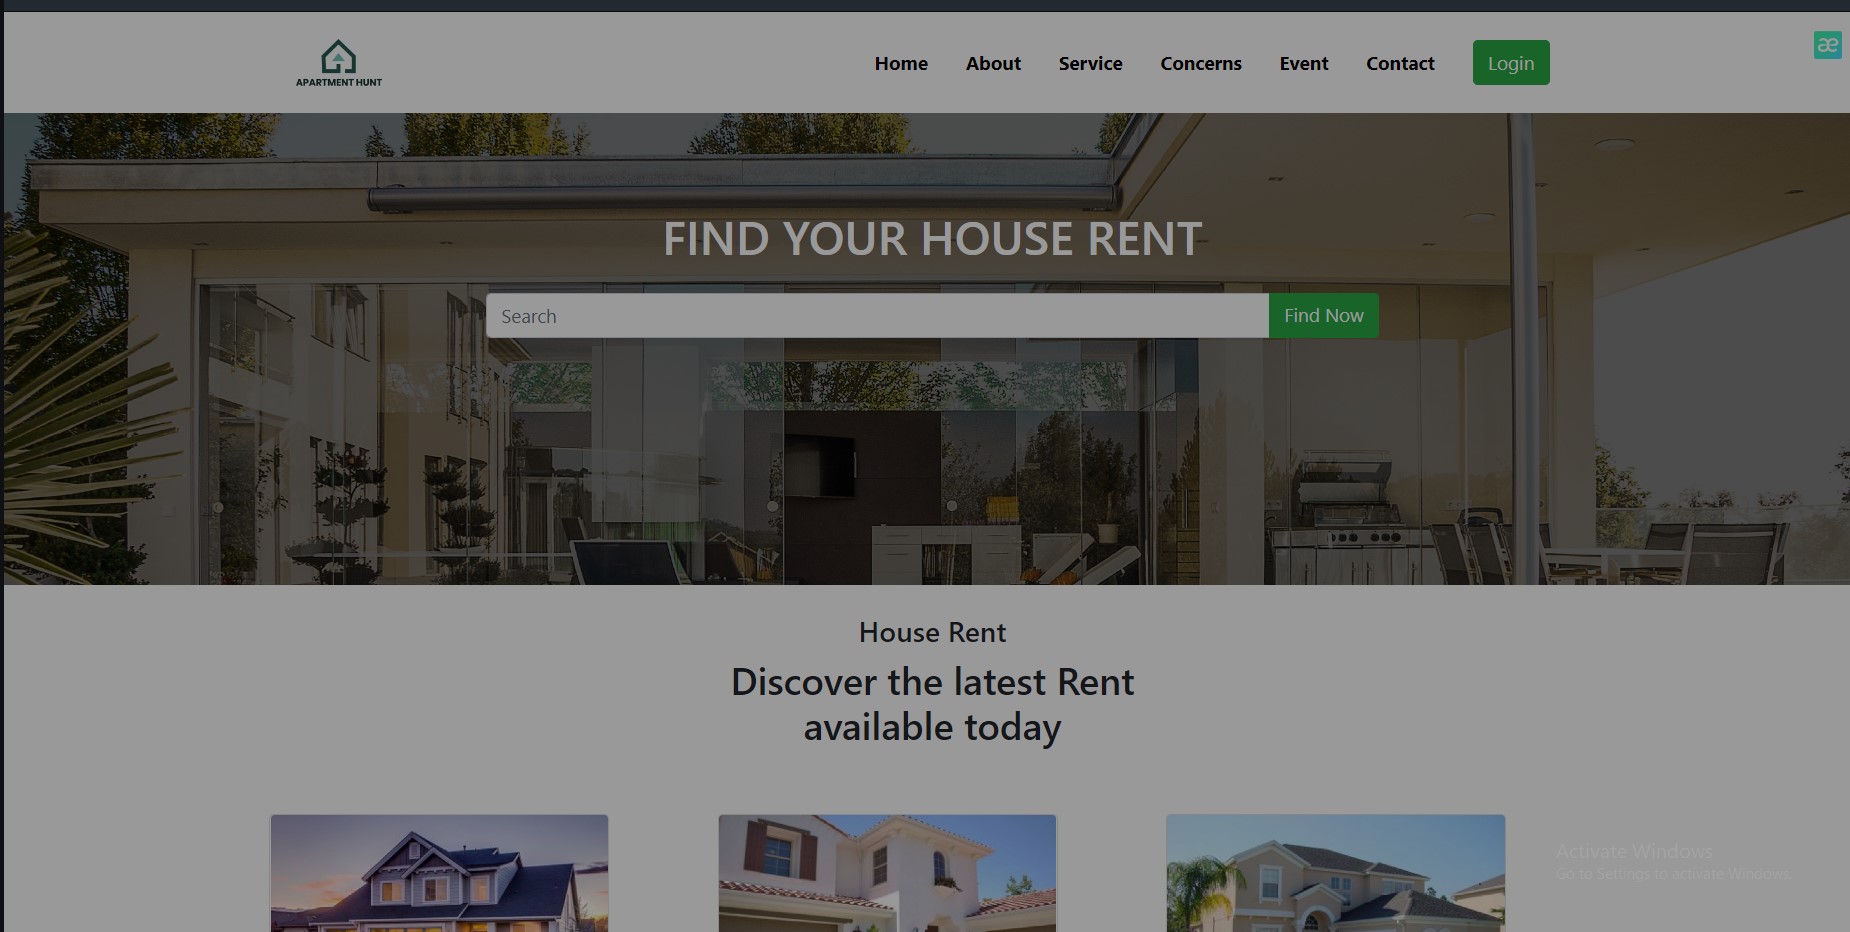 APARTMENT HUNT
Home About Service Concerns Event Contact Login
æ
FIND YOUR HOUSE RENT
Search Find Now
House Rent
Discover the latest Rent
available today
Activate Windows
Go to Settings to activate Windows.